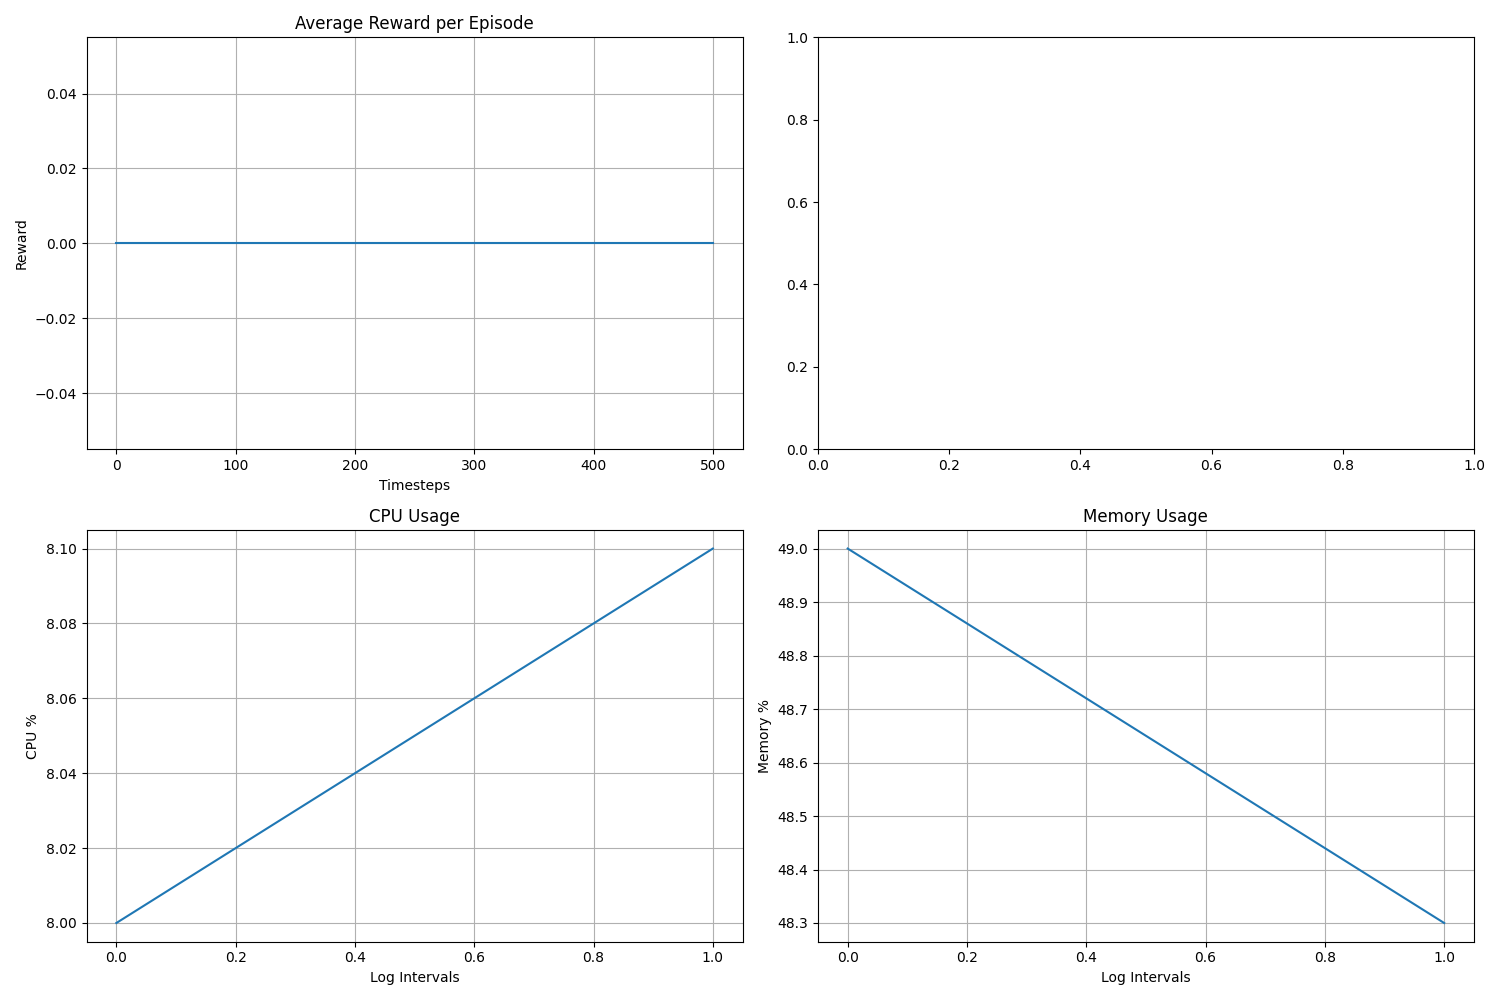 Average Reward per Episode
Reward
0.04
0.02
0.00
−0.02
−0.04
0 100 200 300 400 500
Timesteps
1.0
0.8
0.6
0.4
0.2
0.0
0.0 0.2 0.4 0.6 0.8 1.0
CPU Usage
CPU %
8.10
8.08
8.06
8.04
8.02
8.00
0.0 0.2 0.4 0.6 0.8 1.0
Log Intervals
Memory Usage
Memory %
49.0
48.9
48.8
48.7
48.6
48.5
48.4
48.3
0.0 0.2 0.4 0.6 0.8 1.0
Log Intervals